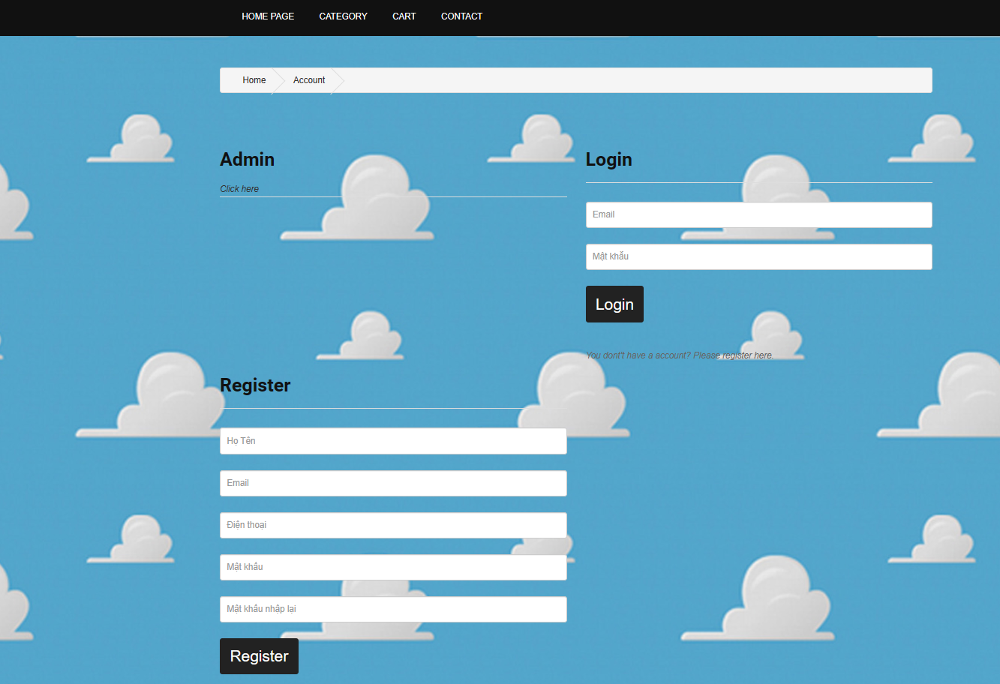 HOME PAGE CATEGORY CART CONTACT
Home Account
Admin
Click here
Login
Email
Mật khẩu
Login
You dont't have a account? Please register here.
Register
Họ Tên
Email
Điện thoại
Mật khẩu
Mật khẩu nhập lại
Register